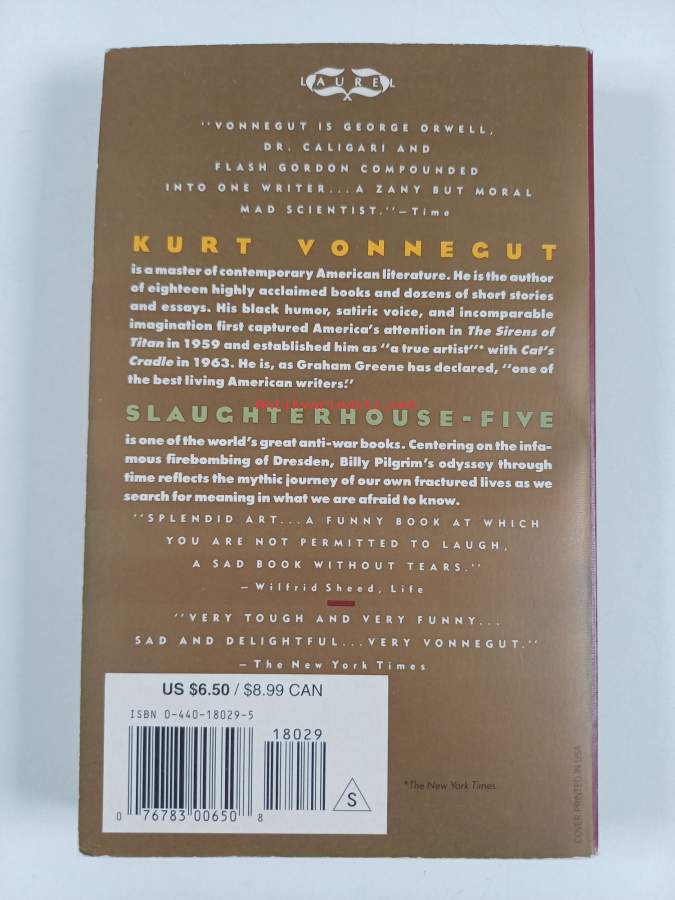 LAUREL
"VONNEGUT IS GEORGE ORWELL,
DR. CALIGARI AND
FLASH GORDON COMPOUNDED
INTO ONE WRITER...A ZANY BUT MORAL
MAD SCIENTIST."—Time
KURT VONNEGUT
is a master of contemporary American literature. He is the author
of eighteen highly acclaimed books and dozens of short stories
and essays. His black humor, satiric voice, and incomparable
imagination first captured America's attention in The Sirens of
Titan in 1959 and established him as "a true artist"* with Cat's
Cradle in 1963. He is, as Graham Greene has declared, "one of
the best living American writers."
SLAUGHTERHOUSE-FIVE
is one of the world's great anti-war books. Centering on the infa-
mous firebombing of Dresden, Billy Pilgrim's odyssey through
time reflects the mythic journey of our own fractured lives as we
search for meaning in what we are afraid to know.
"SPLENDID ART...A FUNNY BOOK AT WHICH
YOU ARE NOT PERMITTED TO LAUGH,
A SAD BOOK WITHOUT TEARS."
—Wilfrid Sheed, Life
"VERY TOUGH AND VERY FUNNY...
SAD AND DELIGHTFUL...VERY VONNEGUT."
—The New York Times
US $6.50 / $8.99 CAN
ISBN 0-440-18029-5
18029
0 76783 00650 8
S
*The New York Times
COVER PRINTED IN USA